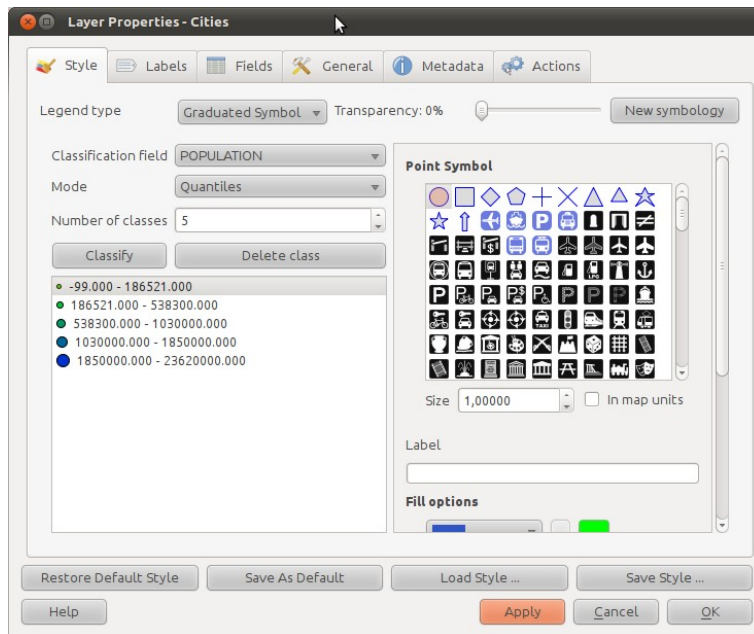 Layer Properties - Cities
Style Labels Fields General Metadata Actions
Legend type Graduated Symbol Transparency: 0% New symbology
Classification field POPULATION
Mode Quantiles
Number of classes 5
Classify Delete class
-99.000 - 186521.000
186521.000 - 538300.000
538300.000 - 1030000.000
1030000.000 - 1850000.000
1850000.000 - 23620000.000
Point Symbol
Size 1,00000 In map units
Label
Fill options
Restore Default Style Save As Default Load Style ... Save Style ...
Help Apply Cancel OK